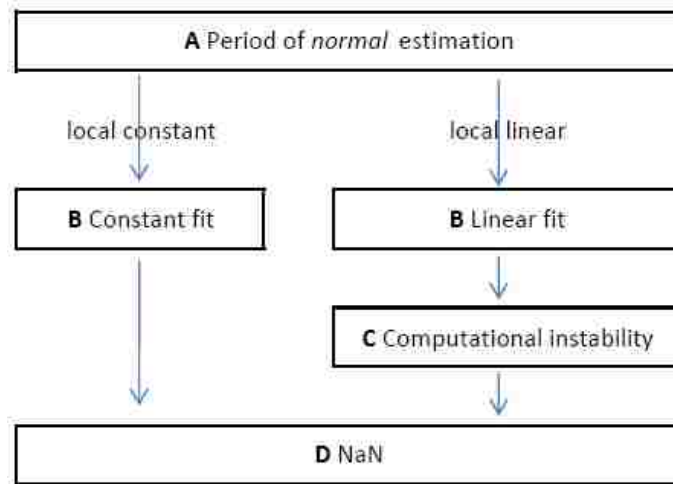 A Period of normal estimation
local constant
local linear
B Constant fit
B Linear fit
C Computational instability
D NaN